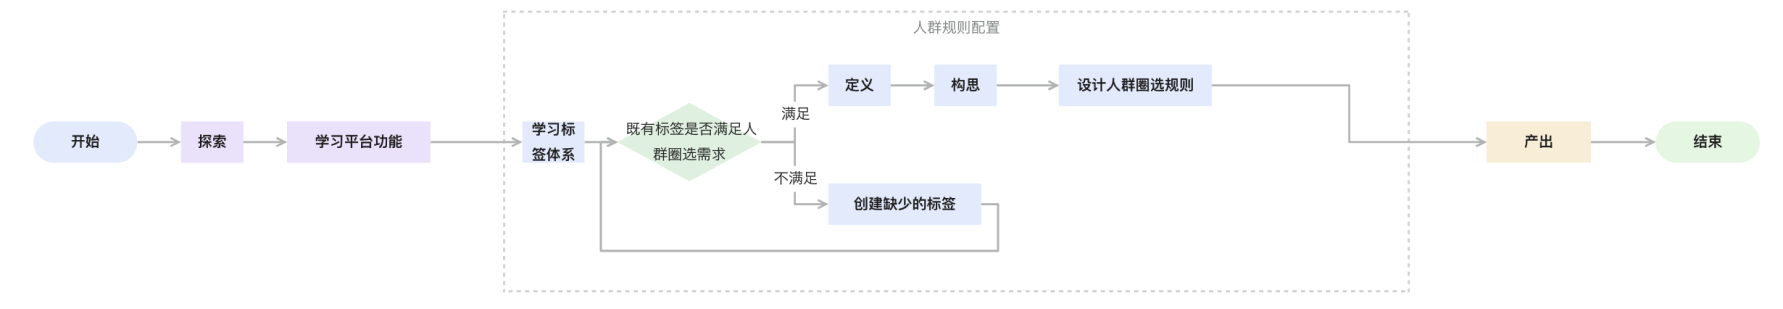 人群规则配置
开始
探索
学习平台功能
学习标
签体系
既有标签是否满足人
群圈选需求
满足
定义
构思
设计人群圈选规则
不满足
创建缺少的标签
产出
结束